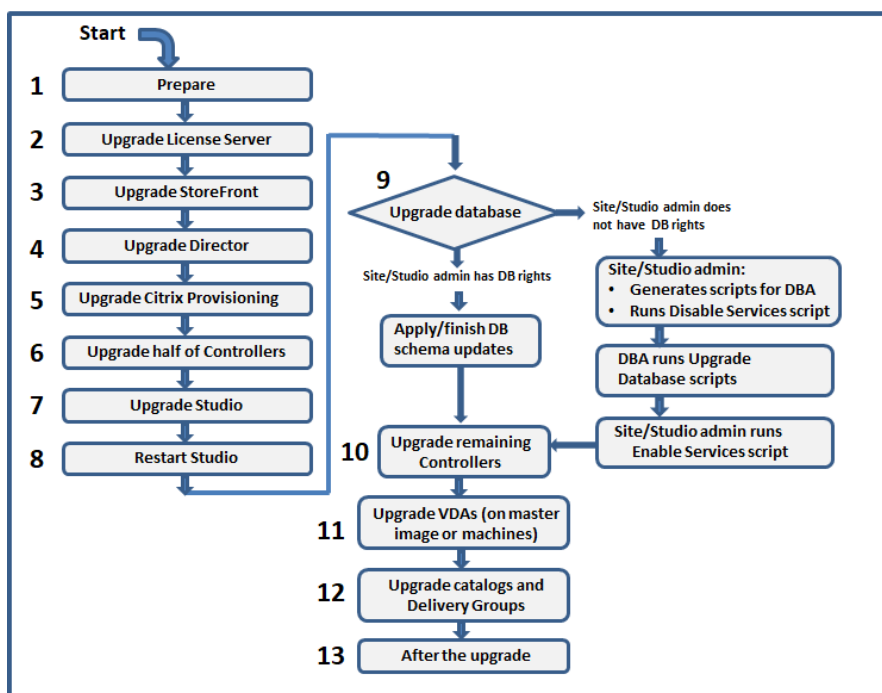 Start
1 Prepare
2 Upgrade License Server
3 Upgrade StoreFront
4 Upgrade Director
5 Upgrade Citrix Provisioning
6 Upgrade half of Controllers
7 Upgrade Studio
8 Restart Studio
9 Upgrade database
Site/Studio admin has DB rights
Apply/finish DB
schema updates
Site/Studio admin does
not have DB rights
Site/Studio admin:
• Generates scripts for DBA
• Runs Disable Services script
DBA runs Upgrade
Database scripts
Site/Studio admin runs
Enable Services script
10 Upgrade remaining
Controllers
11 Upgrade VDAs (on master
image or machines)
12 Upgrade catalogs and
Delivery Groups
13 After the upgrade